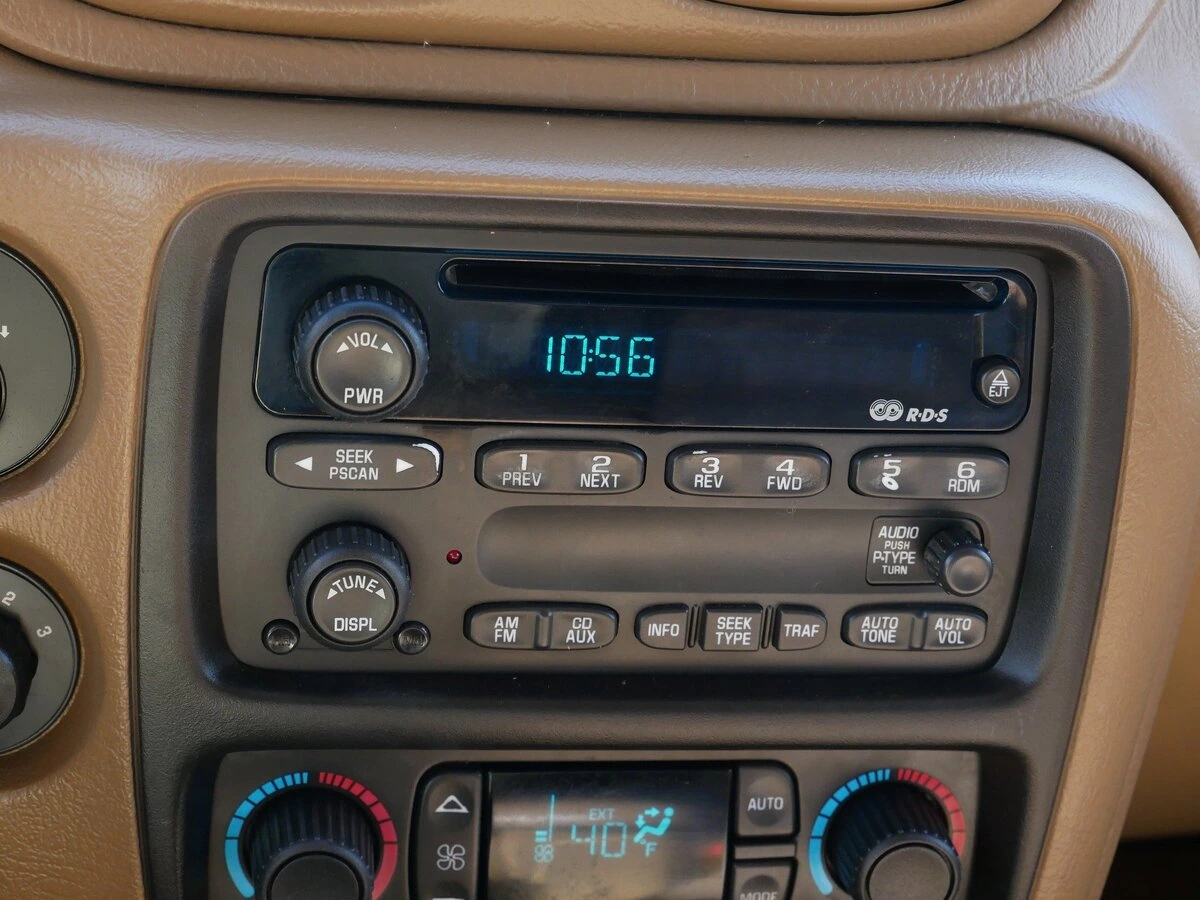 VOL
PWR
10:56
EJT
R·D·S
SEEK
PSCAN
1
PREV
2
NEXT
3
REV
4
FWD
5
6
RDM
AUDIO
PUSH
P-TYPE
TURN
TUNE
DISPL
AM
FM
CD
AUX
INFO
SEEK
TYPE
TRAF
AUTO
TONE
AUTO
VOL
2
3
EXT
40°F
AUTO
MODE